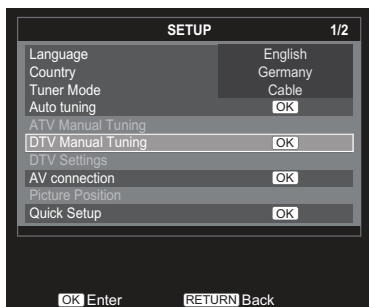 SETUP 1/2
Language English
Country Germany
Tuner Mode Cable
Auto tuning OK
ATV Manual Tuning
DTV Manual Tuning OK
DTV Settings
AV connection OK
Picture Position
Quick Setup OK
OK Enter RETURN Back